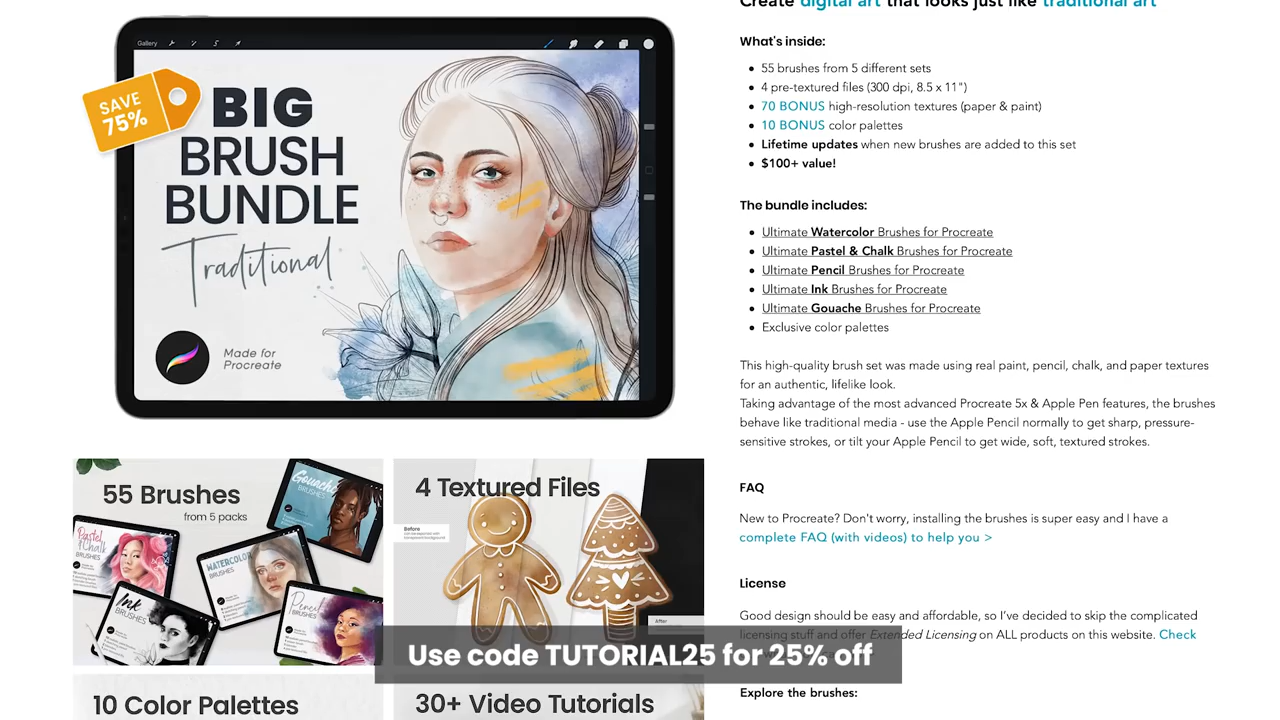 Gallery
SAVE
75%
BIG
BRUSH
BUNDLE
Traditional
Made for
Procreate
55 Brushes
from 5 packs
Gouache
BRUSHES
Pastel
& Chalk
BRUSHES
WATERCOLOR
BRUSHES
Ink
BRUSHES
Pencil
BRUSHES
4 Textured Files
Before
After
10 Color Palettes
30+ Video Tutorials
Create digital art that looks just like traditional art
What's inside:
55 brushes from 5 different sets
4 pre-textured files (300 dpi, 8.5 x 11")
70 BONUS high-resolution textures (paper & paint)
10 BONUS color palettes
Lifetime updates when new brushes are added to this set
$100+ value!
The bundle includes:
Ultimate Watercolor Brushes for Procreate
Ultimate Pastel & Chalk Brushes for Procreate
Ultimate Pencil Brushes for Procreate
Ultimate Ink Brushes for Procreate
Ultimate Gouache Brushes for Procreate
Exclusive color palettes
This high-quality brush set was made using real paint, pencil, chalk, and paper textures
for an authentic, lifelike look.
Taking advantage of the most advanced Procreate 5x & Apple Pen features, the brushes
behave like traditional media - use the Apple Pencil normally to get sharp, pressure-
sensitive strokes, or tilt your Apple Pencil to get wide, soft, textured strokes.
FAQ
New to Procreate? Don't worry, installing the brushes is super easy and I have a
complete FAQ (with videos) to help you >
License
Good design should be easy and affordable, so I've decided to skip the complicated
licensing stuff and offer Extended Licensing on ALL products on this website. Check
Explore the brushes:
Use code TUTORIAL25 for 25% off